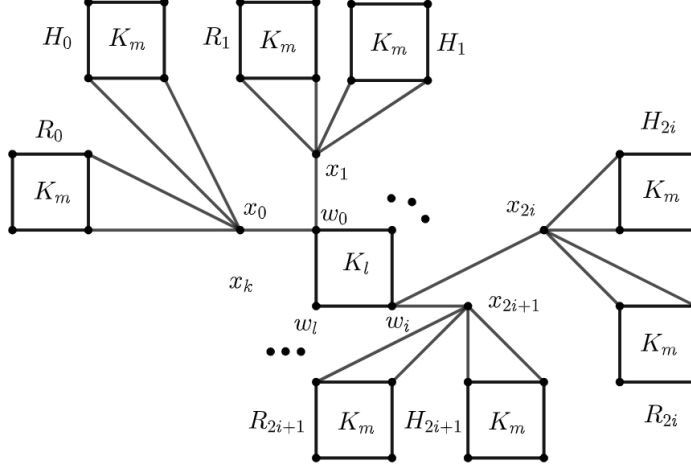 H_0 K_m R_1 K_m K_m H_1
R_0 H_{2i}
K_m x_1 K_m
x_0 w_0 x_{2i}
x_k K_l
w_l w_i x_{2i+1}
K_m
R_{2i+1} K_m H_{2i+1} K_m R_{2i}